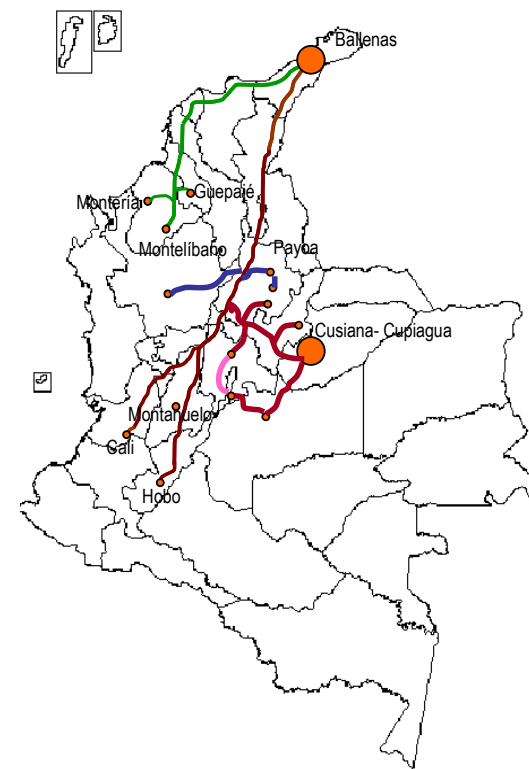 Ballenas
Guepajé
Montería
Montelíbano
Payoa
Cusiana- Cupiagua
Montañuelo
Cali
Hobo